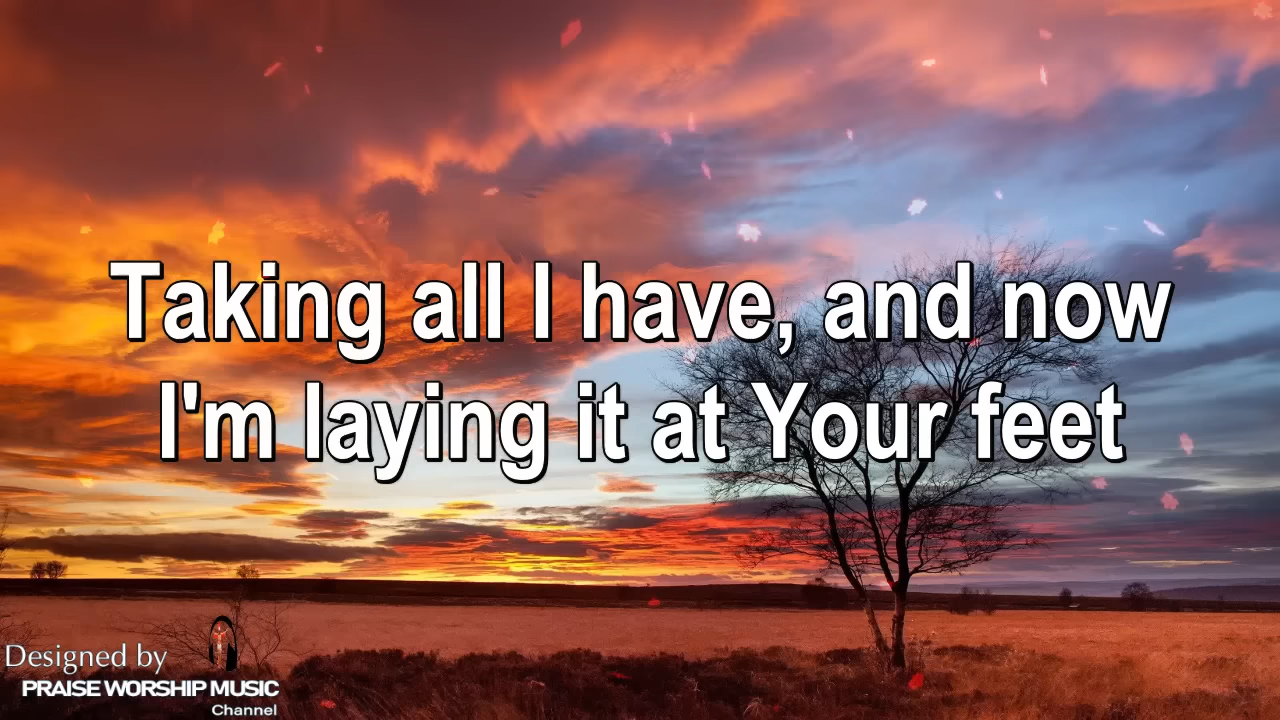 Taking all I have, and now
I'm laying it at Your feet
Designed by
PRAISE WORSHIP MUSIC
Channel